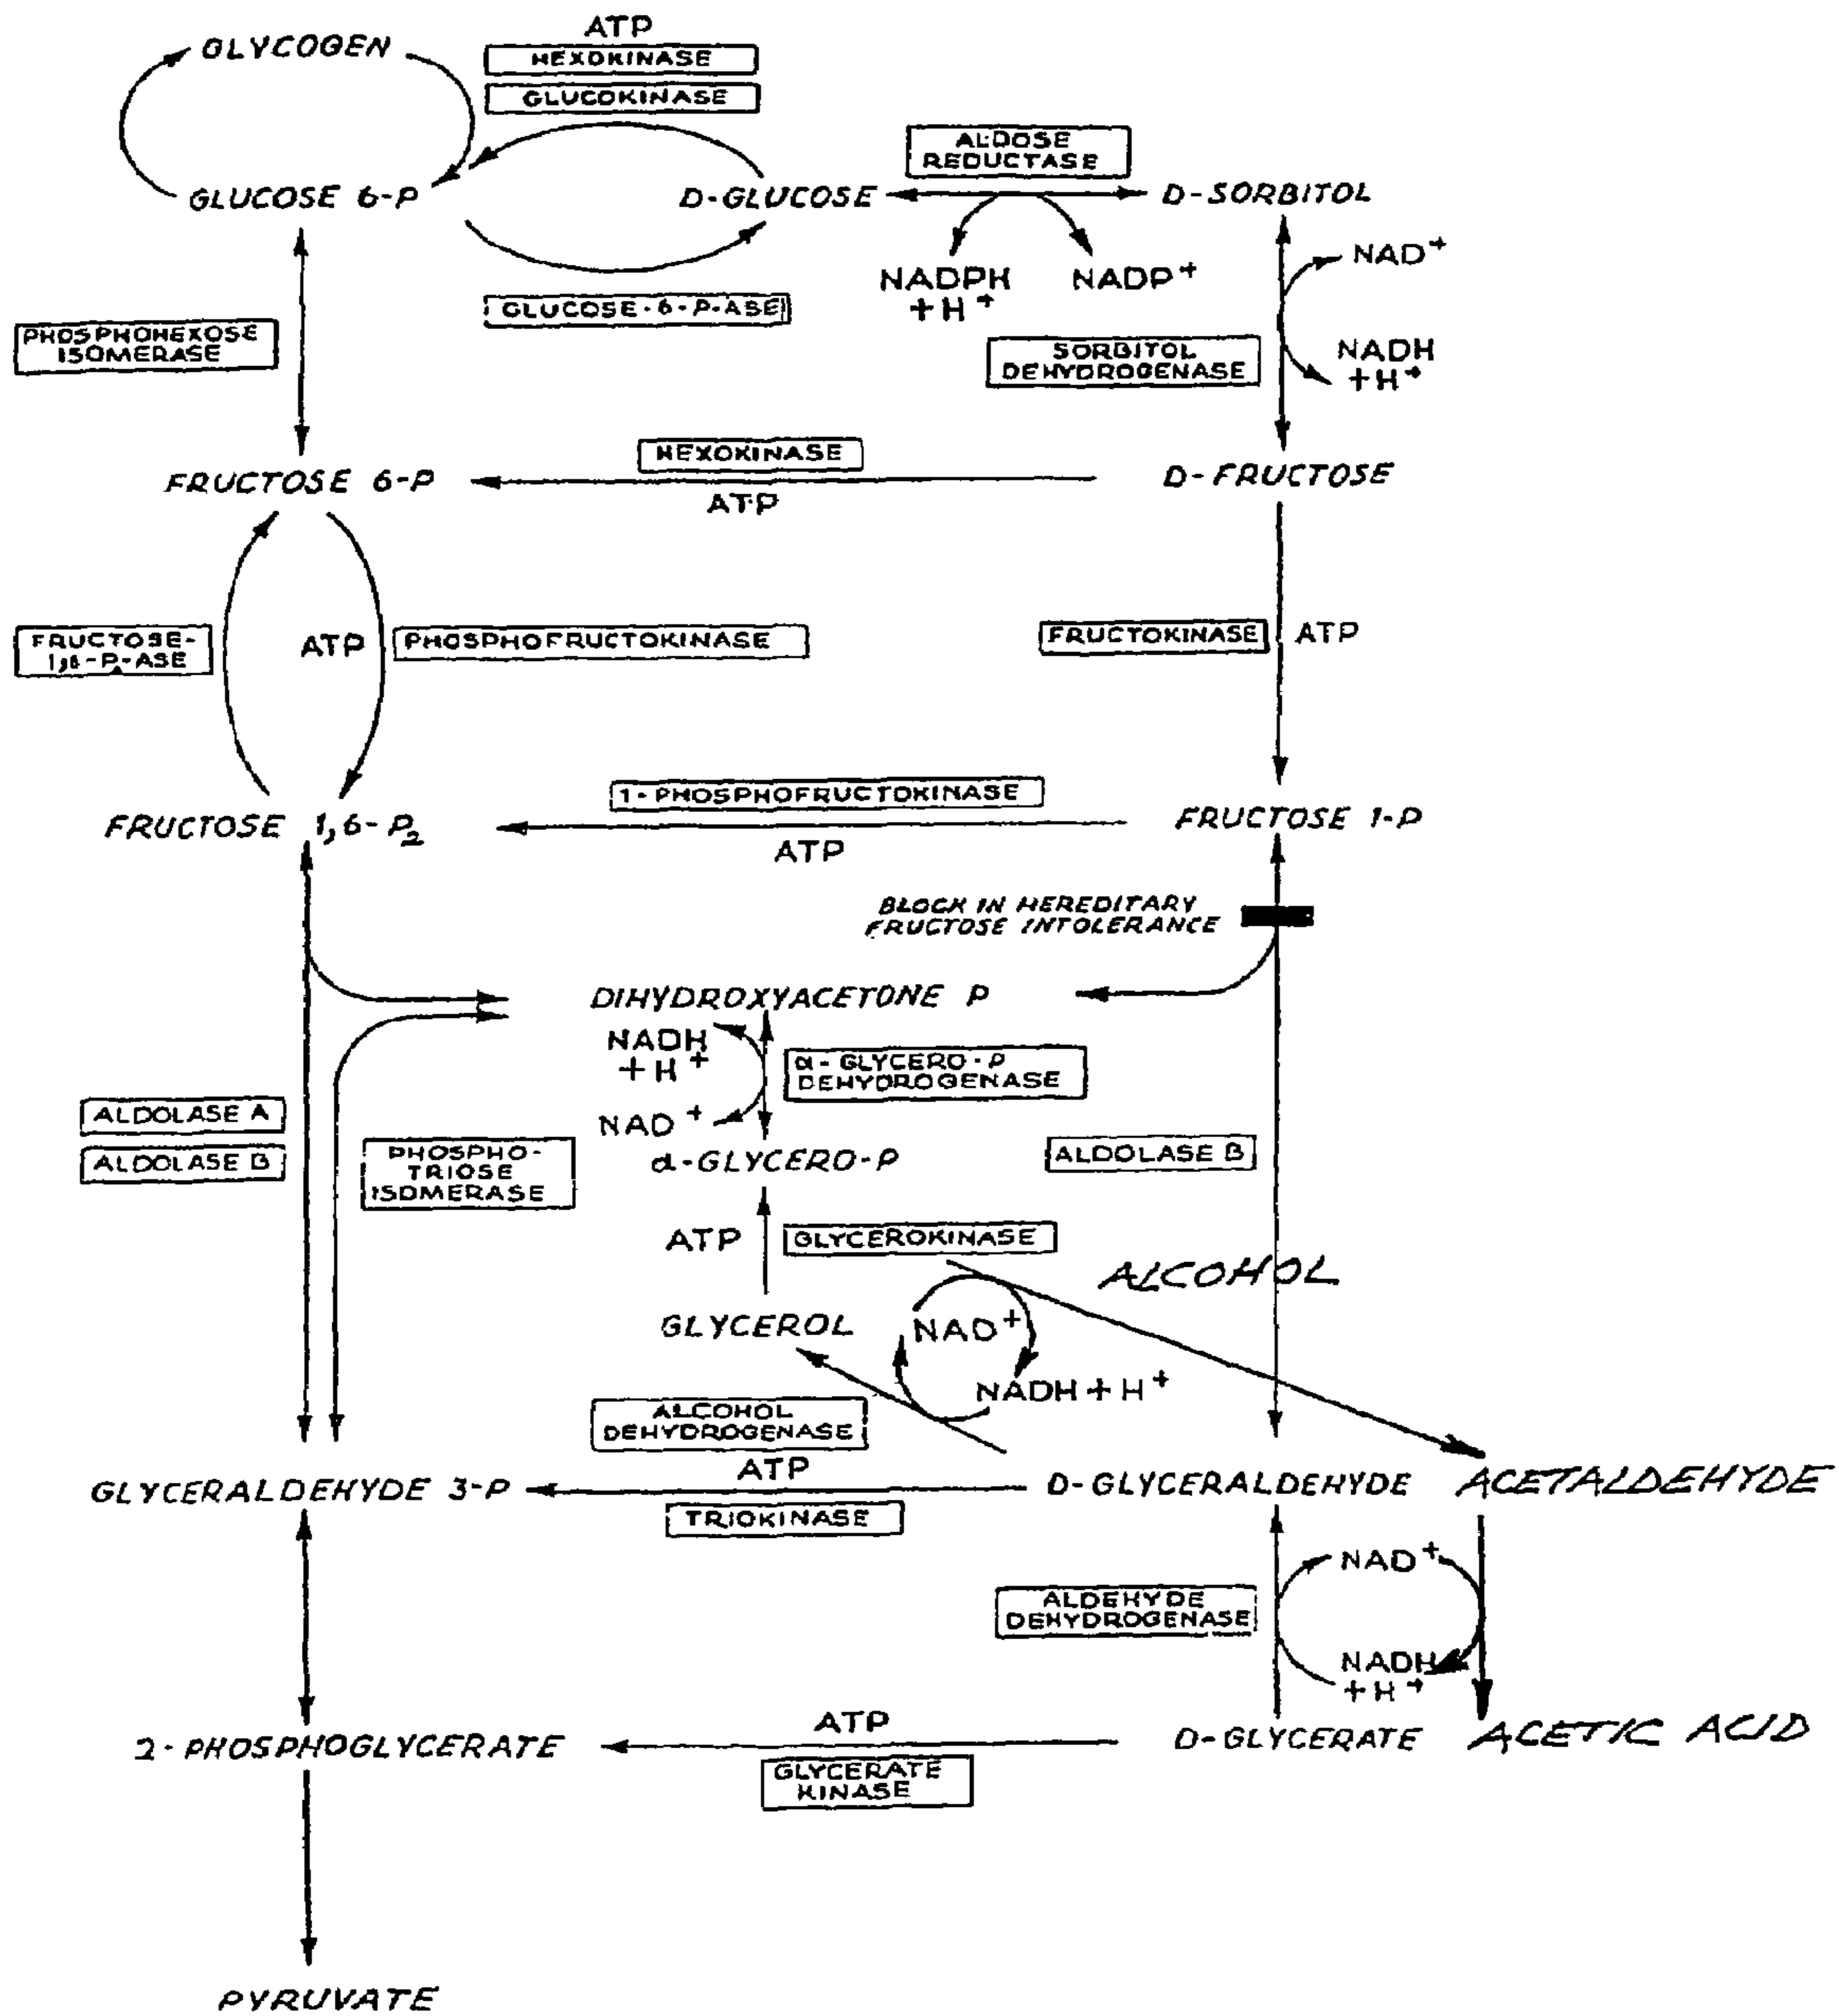 ATP
GLYCOGEN
HEXOKINASE
GLUCOKINASE
ALDOSE
REDUCTASE
GLUCOSE 6-P
D-GLUCOSE
D-SORBITOL
NADPH
+H+
NADP+
NAD+
GLUCOSE-6-P-ASE
PHOSPHOHEXOSE
ISOMERASE
SORBITOL
DEHYDROGENASE
NADH
+H+
HEXOKINASE
FRUCTOSE 6-P
D-FRUCTOSE
ATP
FRUCTOSE-
1,6-P-ASE
ATP
PHOSPHOFRUCTOKINASE
FRUCTOKINASE
ATP
1-PHOSPHOFRUCTOKINASE
FRUCTOSE 1,6-P2
FRUCTOSE 1-P
ATP
BLOCK IN HEREDITARY
FRUCTOSE INTOLERANCE
DIHYDROXYACETONE P
NADH
+H+
α-GLYCERO-P
DEHYDROGENASE
NAD+
ALDOLASE A
ALDOLASE B
PHOSPHO-
TRIOSE
ISOMERASE
α-GLYCERO-P
ALDOLASE B
ATP
GLYCEROKINASE
ALCOHOL
GLYCEROL
NAD+
NADH+H+
ALCOHOL
DEHYDROGENASE
ATP
GLYCERALDEHYDE 3-P
D-GLYCERALDEHYDE
ACETALDEHYDE
TRIOKINASE
NAD+
ALDEHYDE
DEHYDROGENASE
NADH
+H+
ATP
2-PHOSPHOGLYCERATE
D-GLYCERATE
ACETIC ACID
GLYCERATE
KINASE
PYRUVATE